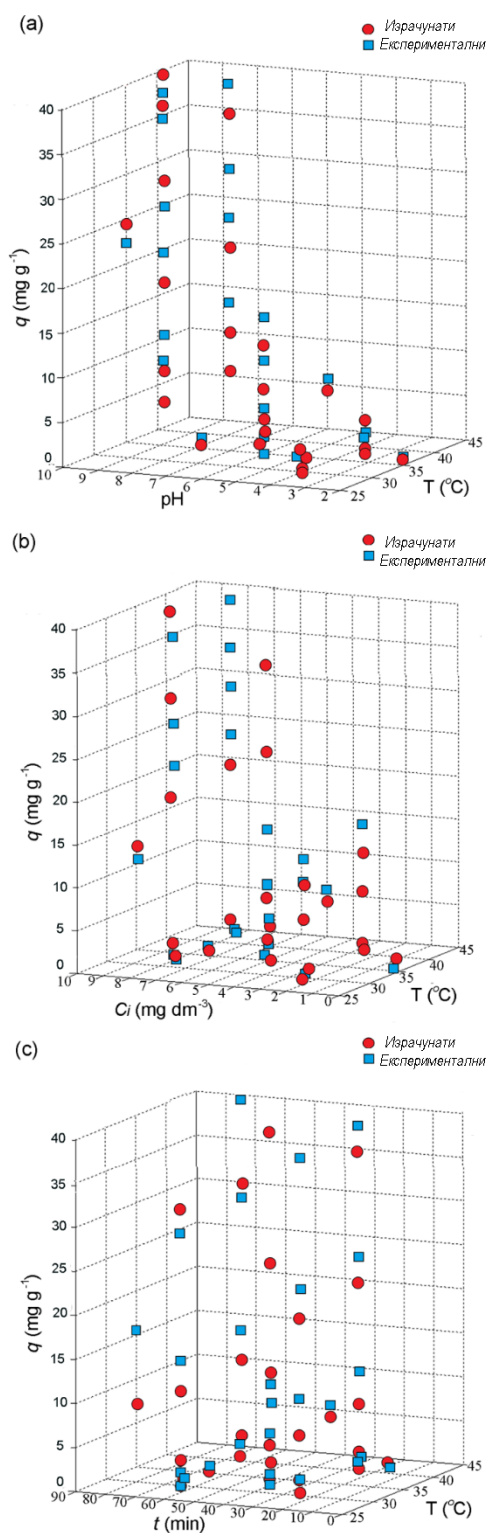 (a)
Израчунати
Експериментални
40
35
30
25
20
15
10
5
0
q (mg g-1)
10 9 8 7 6 5 4 3 2
pH
25 30 35 40 45
T (°C)
(b)
Израчунати
Експериментални
40
35
30
25
20
15
10
5
0
q (mg g-1)
10 9 8 7 6 5 4 3 2 1 0
Ci (mg dm-3)
25 30 35 40 45
T (°C)
(c)
Израчунати
Експериментални
40
35
30
25
20
15
10
5
0
q (mg g-1)
90 80 70 60 50 40 30 20 10 0
t (min)
25 30 35 40 45
T (°C)